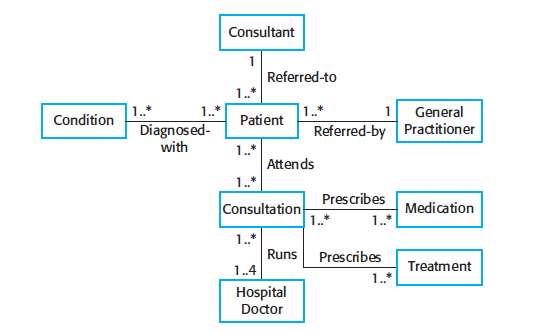 Consultant
1
Referred-to
1..*
Condition
1..*
1..*
Diagnosed-
with
Patient
1..*
1
Referred-by
General
Practitioner
1..*
Attends
1..*
Consultation
Prescribes
1..*
1..*
Medication
1..*
Runs
1..4
Prescribes
1..*
Treatment
Hospital
Doctor